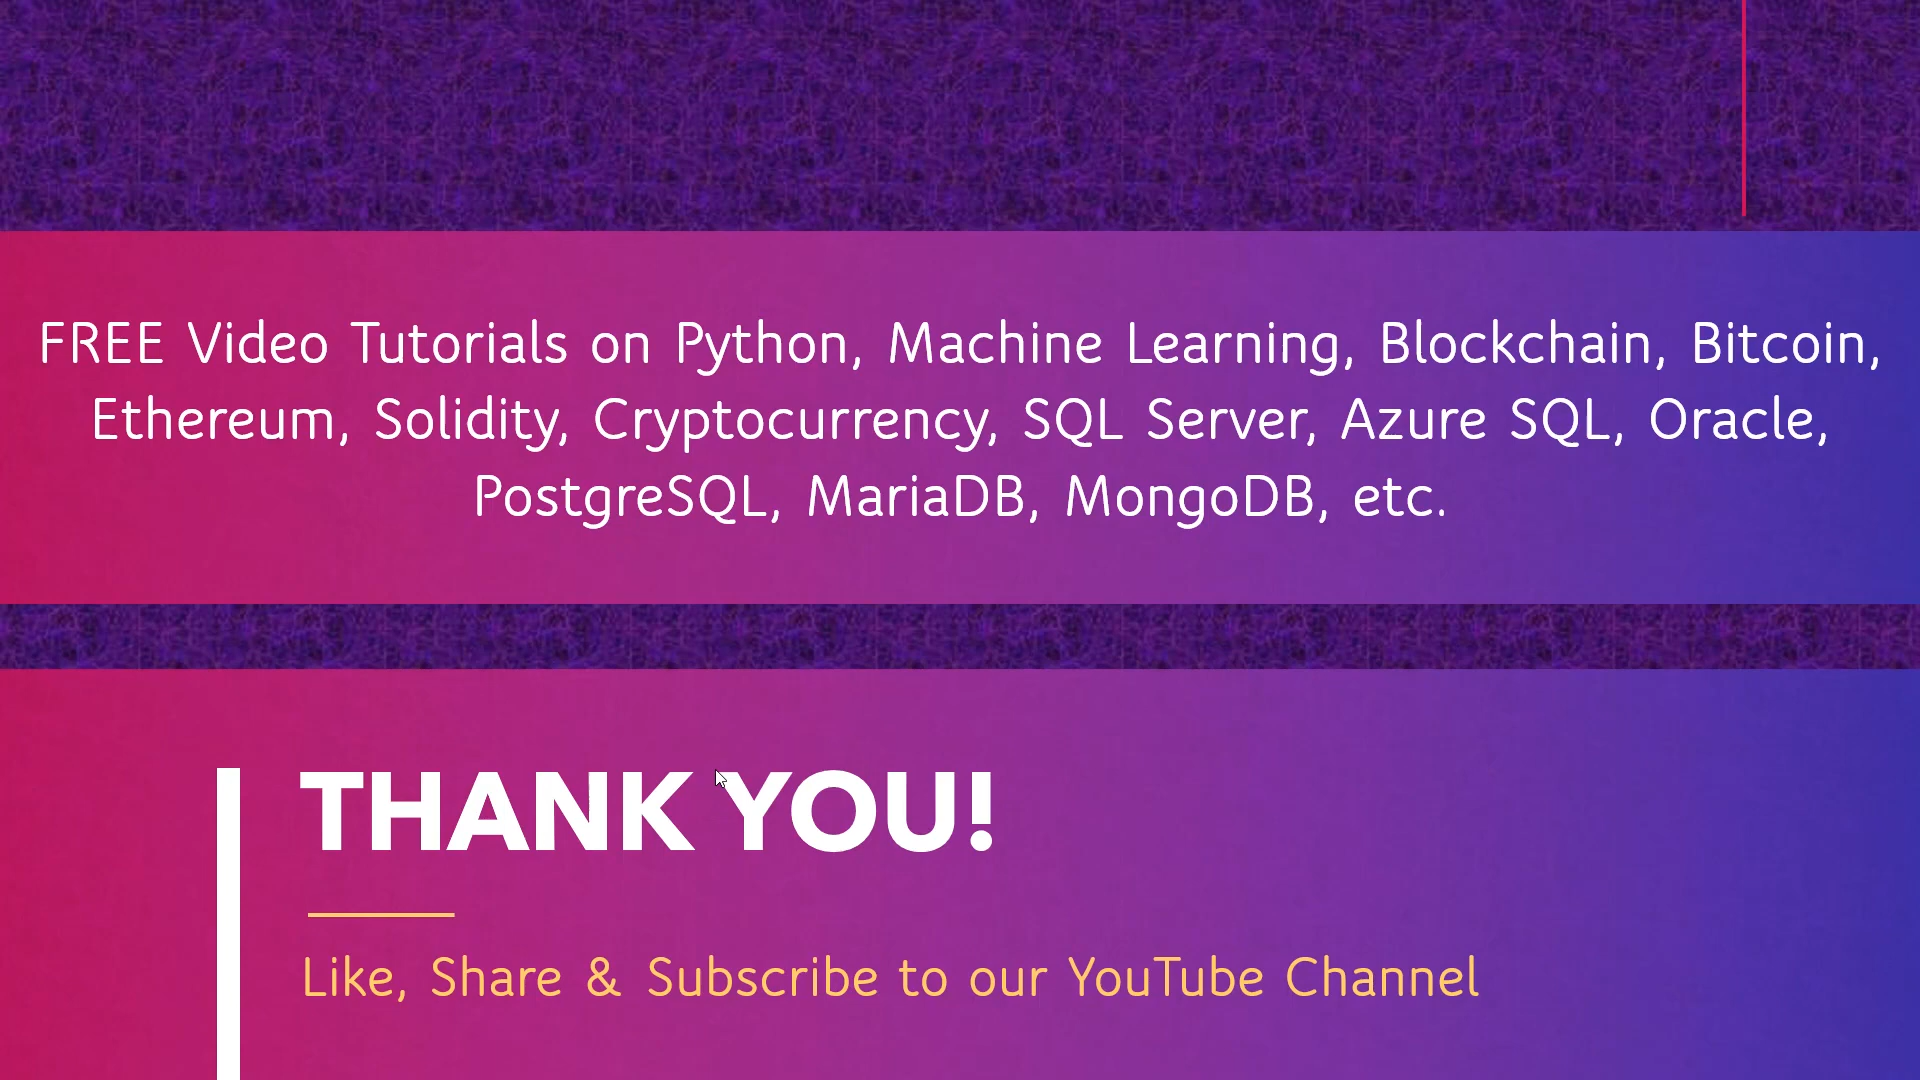 FREE Video Tutorials on Python, Machine Learning, Blockchain, Bitcoin,
Ethereum, Solidity, Cryptocurrency, SQL Server, Azure SQL, Oracle,
PostgreSQL, MariaDB, MongoDB, etc.
THANK YOU!
Like, Share & Subscribe to our YouTube Channel